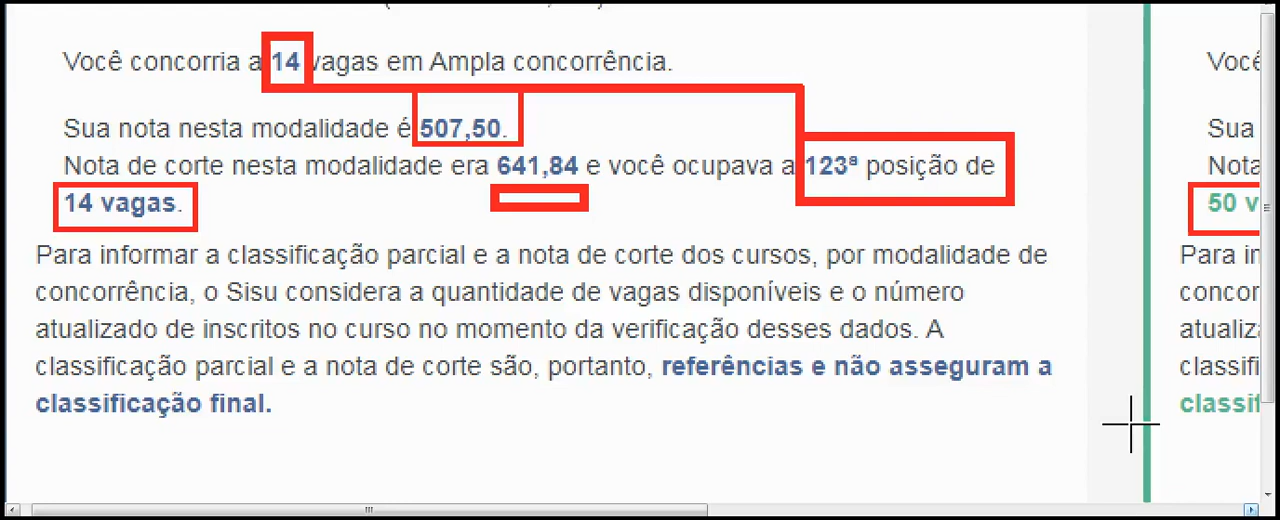 Você concorria a 14 vagas em Ampla concorrência.
Sua nota nesta modalidade é 507,50.
Nota de corte nesta modalidade era 641,84 e você ocupava a 123ª posição de
14 vagas.
Para informar a classificação parcial e a nota de corte dos cursos, por modalidade de
concorrência, o Sisu considera a quantidade de vagas disponíveis e o número
atualizado de inscritos no curso no momento da verificação desses dados. A
classificação parcial e a nota de corte são, portanto, referências e não asseguram a
classificação final.
Você
Sua
Nota
50 v
Para in
concor
atualiza
classifi
classif